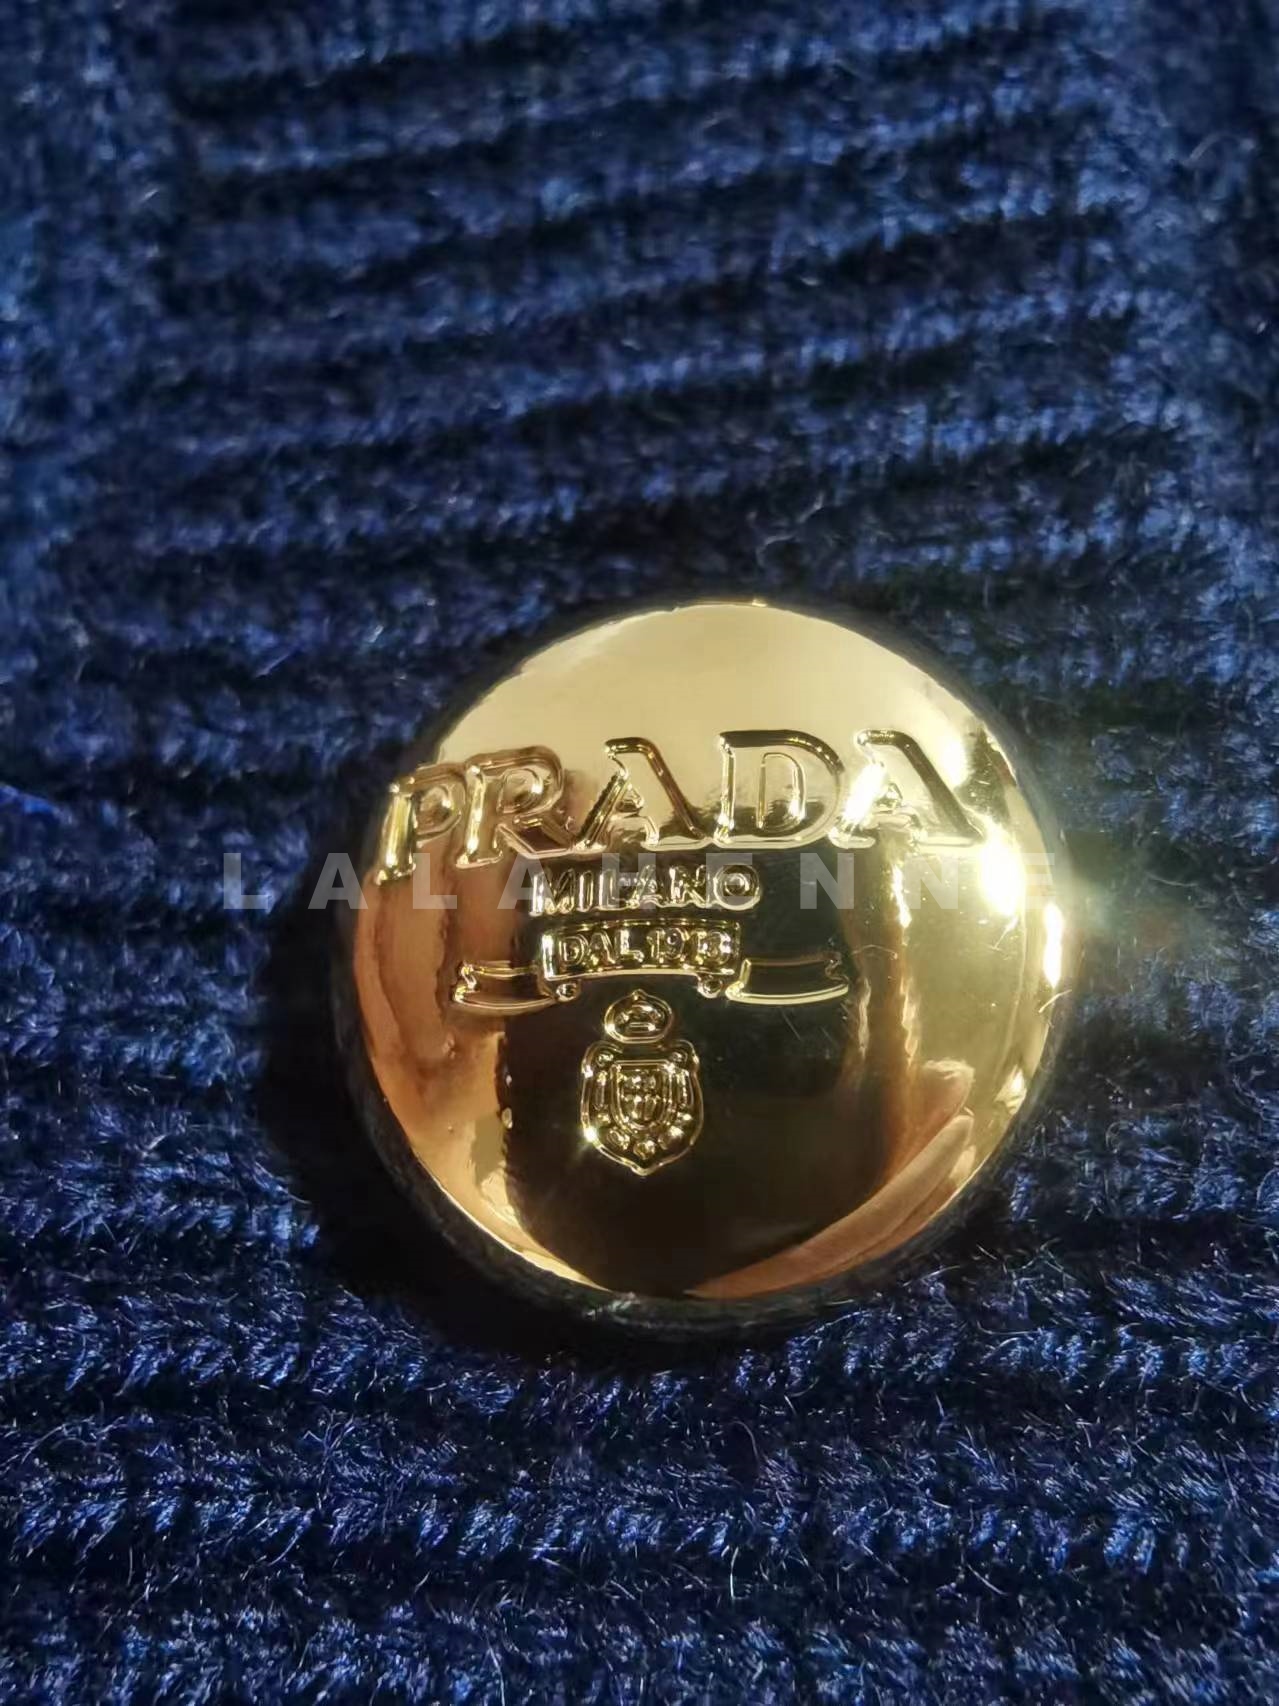 PRADA
LALAHENNE
MILANO
DAL 1913